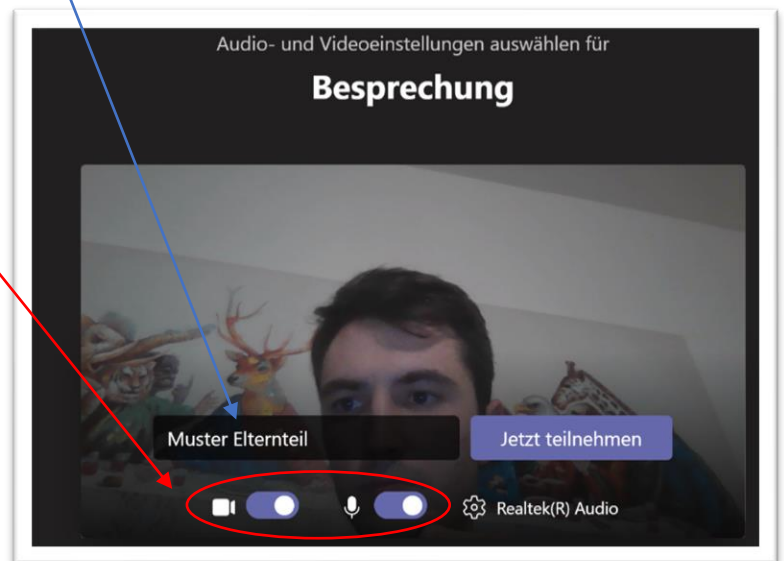 Audio- und Videoeinstellungen auswählen für
Besprechung
Muster Elternteil
Jetzt teilnehmen
Realtek(R) Audio